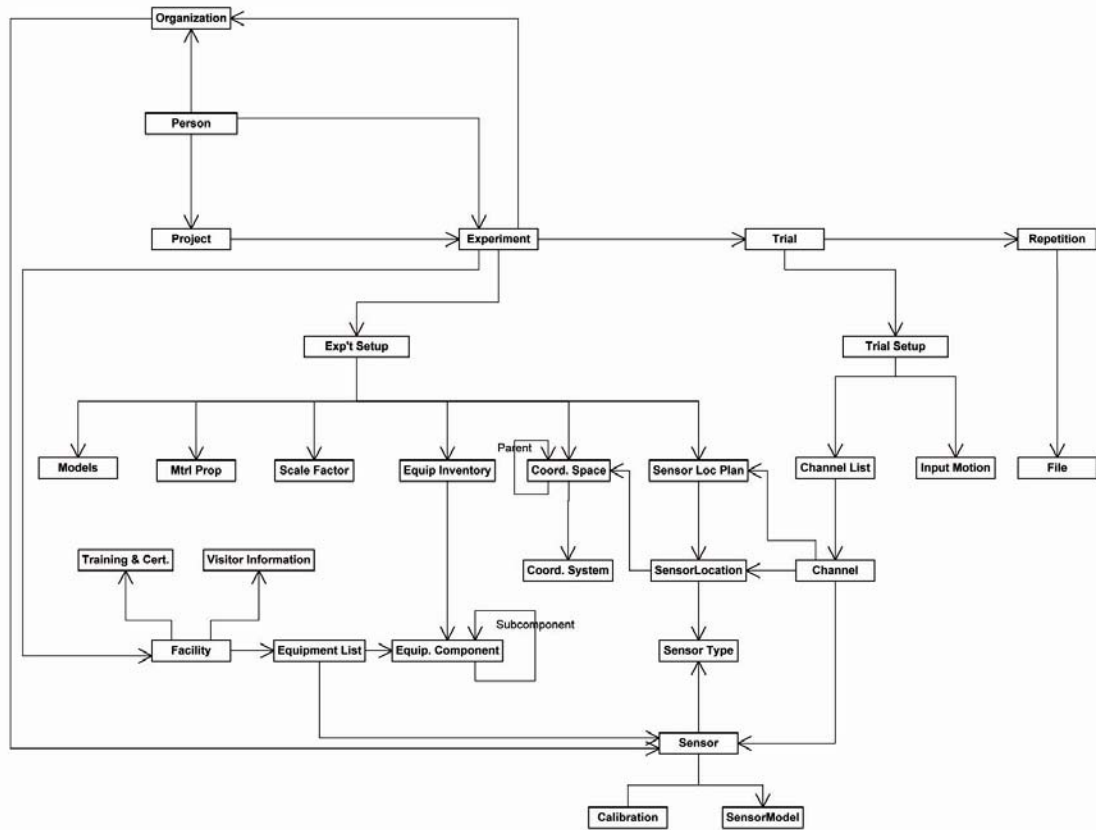 Organization
Person
Project
Experiment
Trial
Repetition
Exp't Setup
Trial Setup
Parent
Models
Mtrl Prop
Scale Factor
Equip Inventory
Coord. Space
Sensor Loc Plan
Channel List
Input Motion
File
Training & Cert.
Visitor Information
Coord. System
SensorLocation
Channel
Subcomponent
Facility
Equipment List
Equip. Component
Sensor Type
Sensor
Calibration
SensorModel